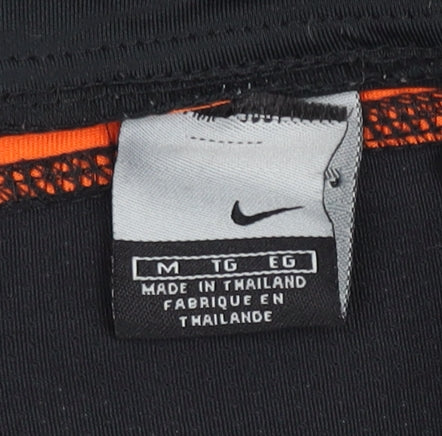 M TG EG
MADE IN THAILAND
FABRIQUE EN
THAILANDE